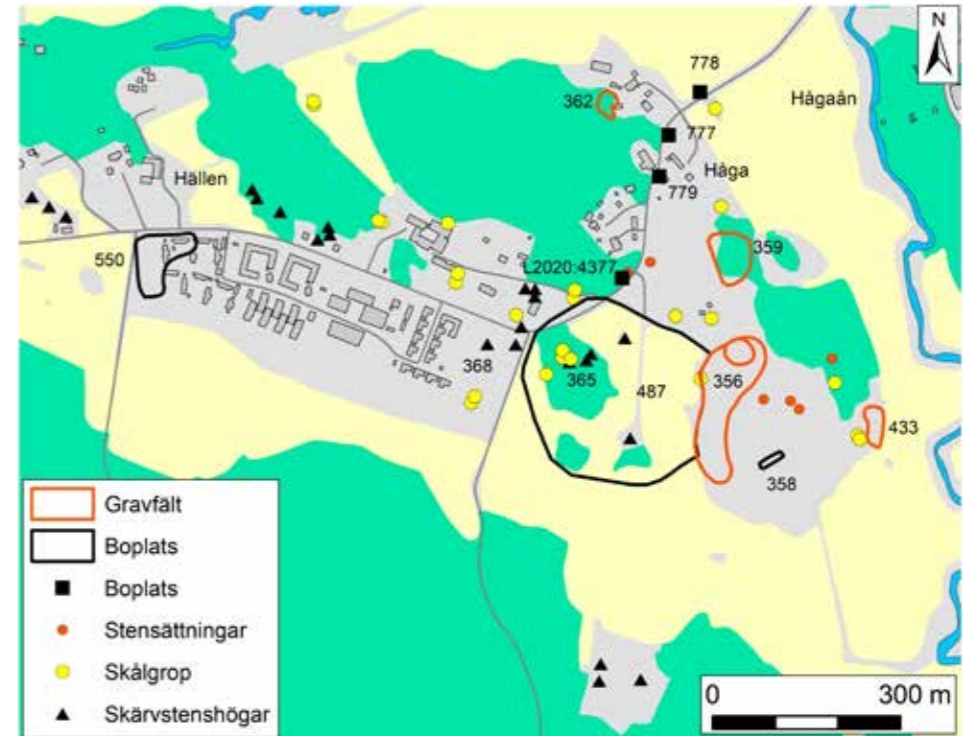 N
778
Hågaån
362
777
Håga
779
Hällen
550
359
L2020:4377
368
365
487
356
433
358
Gravfält
Boplats
Boplats
Stensättningar
Skålgrop
Skärvstenshögar
0 300 m